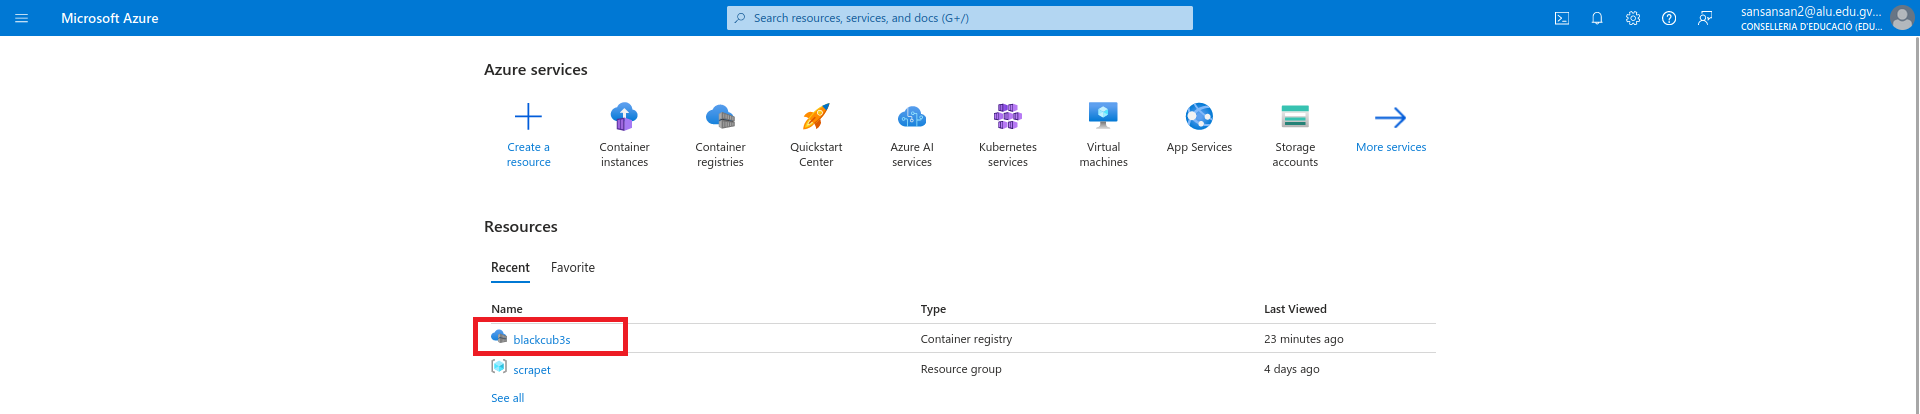 Microsoft Azure
Search resources, services, and docs (G+/)
sansansan2@alu.edu.gv...
CONSELLERIA D'EDUCACIÓ (EDU...
Azure services
Create a resource
Container instances
Container registries
Quickstart Center
Azure AI services
Kubernetes services
Virtual machines
App Services
Storage accounts
More services
Resources
Recent Favorite
Name Type Last Viewed
blackcub3s Container registry 23 minutes ago
scrapet Resource group 4 days ago
See all